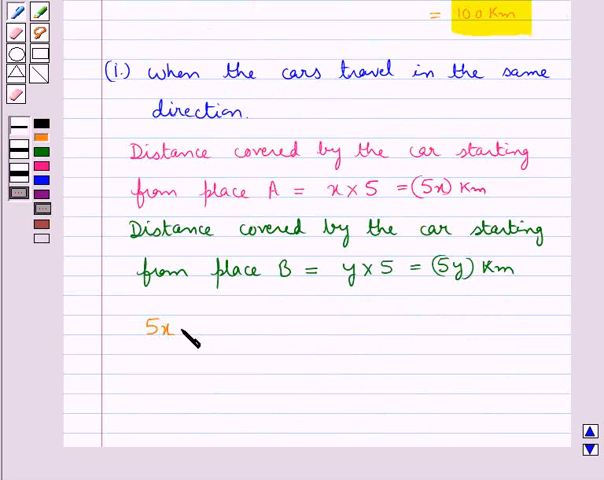 = 100 Km
(1.) when the cars travel in the same
direction.
Distance covered by the car starting
from place A = x × 5 = (5x) Km
Distance covered by the car starting
from place B = y × 5 = (5y) Km
5x